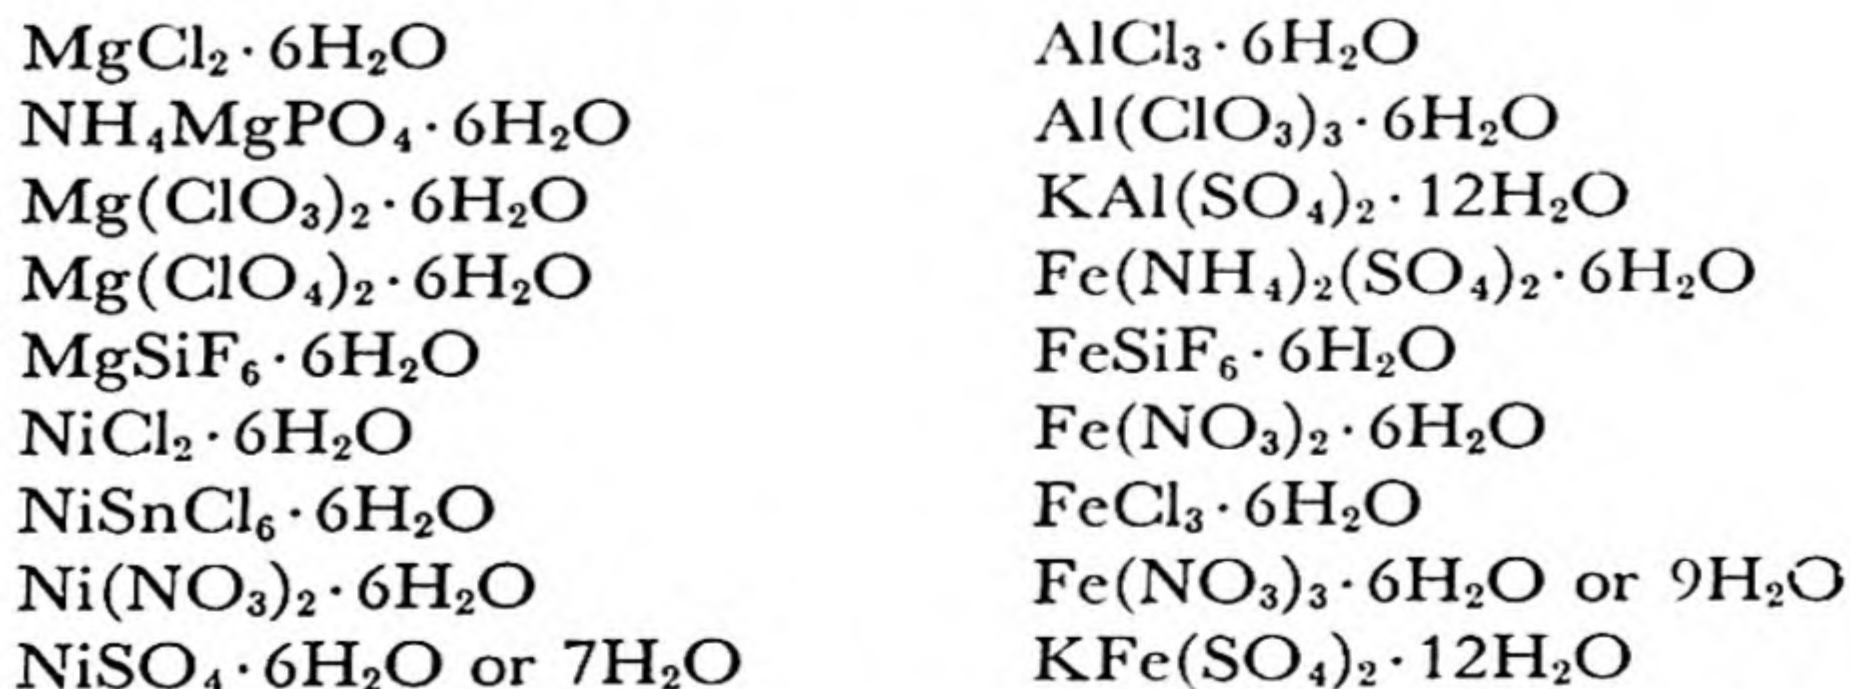 MgCl₂·6H₂O
NH₄MgPO₄·6H₂O
Mg(ClO₃)₂·6H₂O
Mg(ClO₄)₂·6H₂O
MgSiF₆·6H₂O
NiCl₂·6H₂O
NiSnCl₆·6H₂O
Ni(NO₃)₂·6H₂O
NiSO₄·6H₂O or 7H₂O
AlCl₃·6H₂O
Al(ClO₃)₃·6H₂O
KAl(SO₄)₂·12H₂O
Fe(NH₄)₂(SO₄)₂·6H₂O
FeSiF₆·6H₂O
Fe(NO₃)₂·6H₂O
FeCl₃·6H₂O
Fe(NO₃)₃·6H₂O or 9H₂O
KFe(SO₄)₂·12H₂O